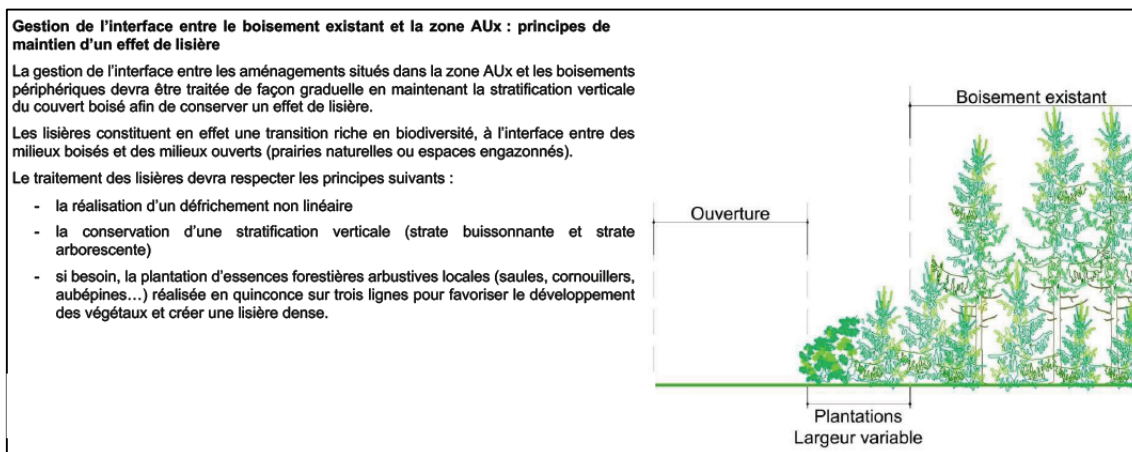 Gestion de l'interface entre le boisement existant et la zone AUx : principes de
maintien d'un effet de lisière
La gestion de l'interface entre les aménagements situés dans la zone AUx et les boisements
périphériques devra être traitée de façon graduelle en maintenant la stratification verticale
du couvert boisé afin de conserver un effet de lisière.
Les lisières constituent en effet une transition riche en biodiversité, à l'interface entre des
milieux boisés et des milieux ouverts (prairies naturelles ou espaces engazonnés).
Le traitement des lisières devra respecter les principes suivants :
- la réalisation d'un défrichement non linéaire
- la conservation d'une stratification verticale (strate buissonnante et strate
arborescente)
- si besoin, la plantation d'essences forestières arbustives locales (saules, cornouillers,
aubépines…) réalisée en quinconce sur trois lignes pour favoriser le développement
des végétaux et créer une lisière dense.
Boisement existant
Ouverture
Plantations
Largeur variable